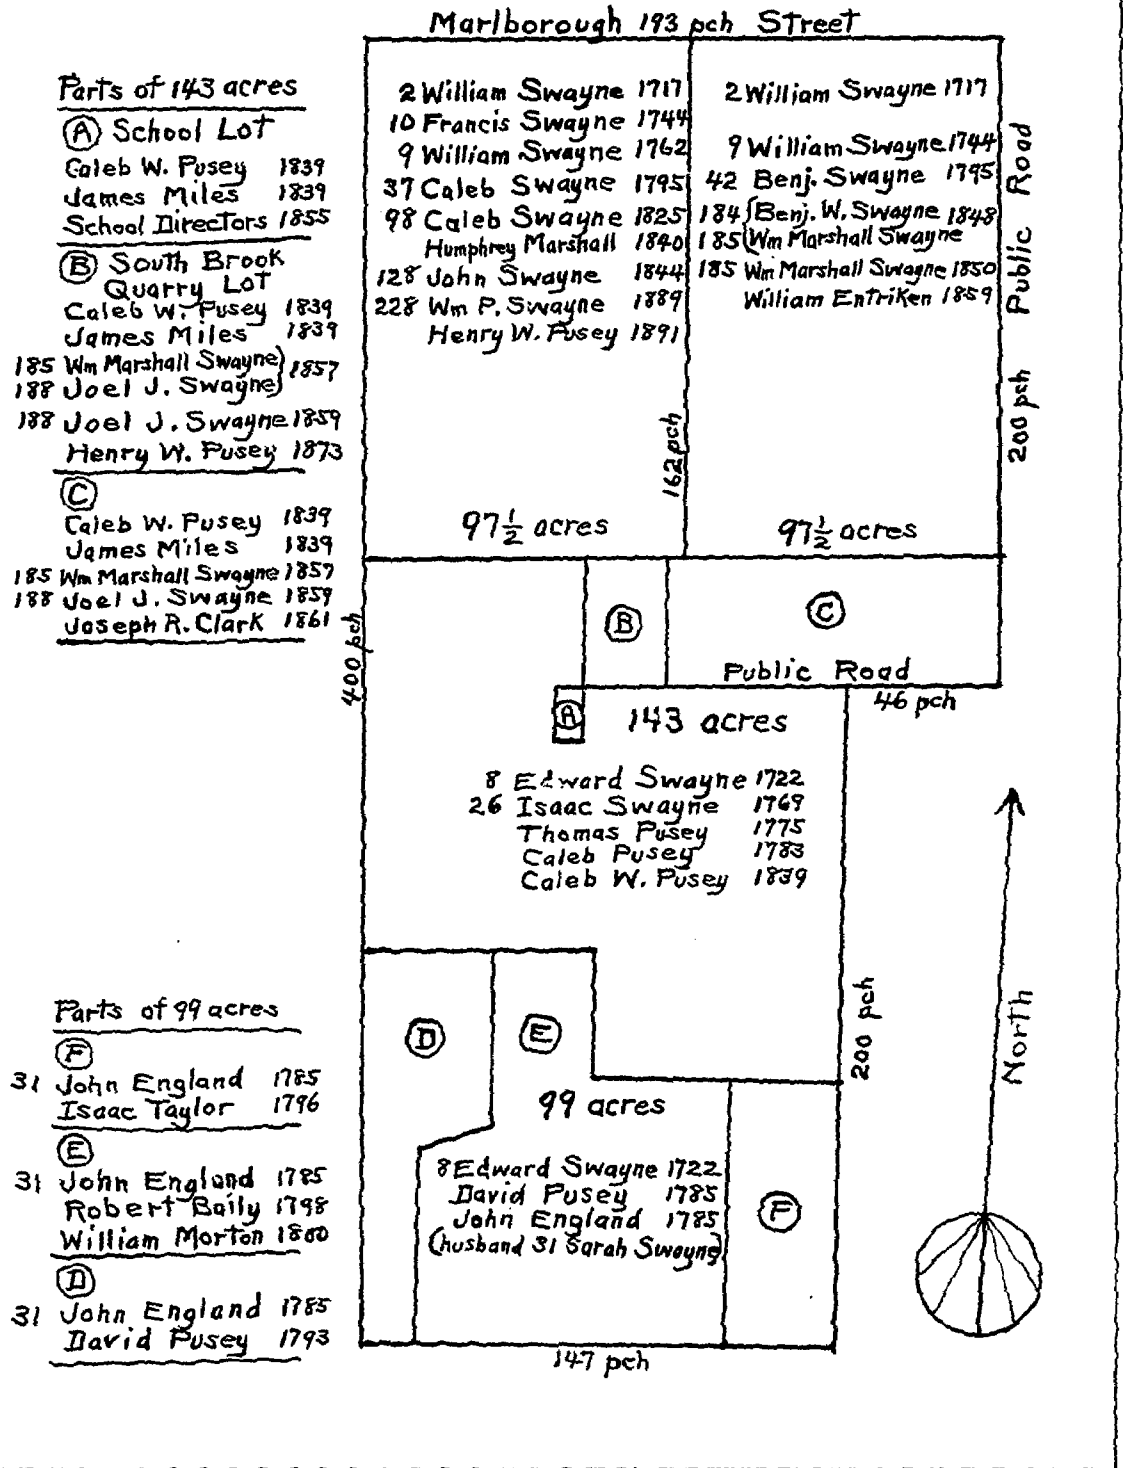 Marlborough 193 pch Street
Parts of 143 acres
Ⓐ School Lot
Caleb W. Pusey 1839
James Miles 1839
School Directors 1855
Ⓑ South Brook
Quarry Lot
Caleb W. Pusey 1839
James Miles 1839
185 Wm Marshall Swayne}
188 Joel J. Swayne} 1857
188 Joel J. Swayne 1859
Henry W. Pusey 1873
Ⓒ
Caleb W. Pusey 1839
James Miles 1839
185 Wm Marshall Swayne 1857
188 Joel J. Swayne 1859
Joseph R. Clark 1861
2 William Swayne 1717
10 Francis Swayne 1744
9 William Swayne 1762
37 Caleb Swayne 1795
98 Caleb Swayne 1825
Humphrey Marshall 1840
128 John Swayne 1844
228 Wm P. Swayne 1889
Henry W. Pusey 1891
162 pch
97½ acres
2 William Swayne 1717
9 William Swayne 1744
42 Benj. Swayne 1795
184 {Benj. W. Swayne 1848
185 {Wm Marshall Swayne
185 Wm Marshall Swayne 1850
William Entriken 1859
97½ acres
Public Road
200 pch
400 pch
Ⓑ
Ⓒ
Public Road
46 pch
Ⓐ
143 acres
8 Edward Swayne 1722
26 Isaac Swayne 1769
Thomas Pusey 1775
Caleb Pusey 1783
Caleb W. Pusey 1839
200 pch
North
Parts of 99 acres
Ⓕ
31 John England 1785
Isaac Taylor 1796
Ⓔ
31 John England 1785
Robert Baily 1798
William Morton 1800
Ⓓ
31 John England 1785
David Pusey 1793
Ⓓ
Ⓔ
99 acres
8 Edward Swayne 1722
David Pusey 1785
John England 1785
(husband 31 Sarah Swayne)
Ⓕ
147 pch